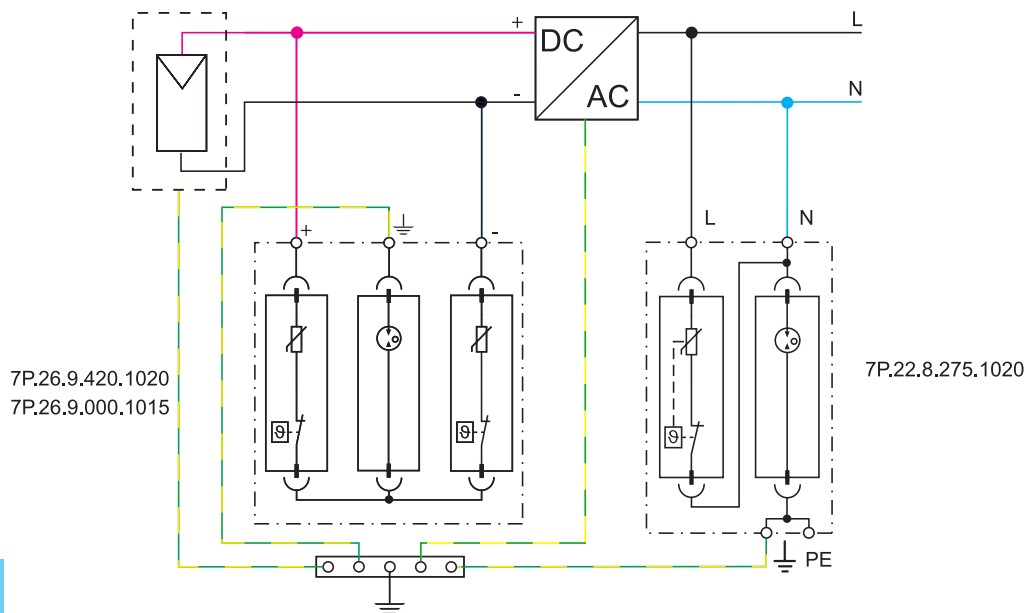 +
DC
L
-
AC
N
+
-
L
N
ϑ
ϑ
ϑ
7P.26.9.420.1020
7P.26.9.000.1015
7P.22.8.275.1020
PE